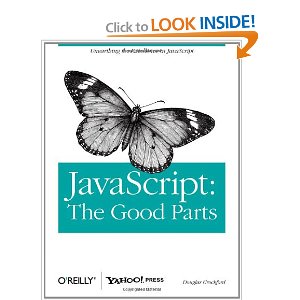 Click to LOOK INSIDE!
JavaScript:
The Good Parts
O'REILLY®
YAHOO! PRESS
Douglas Crockford